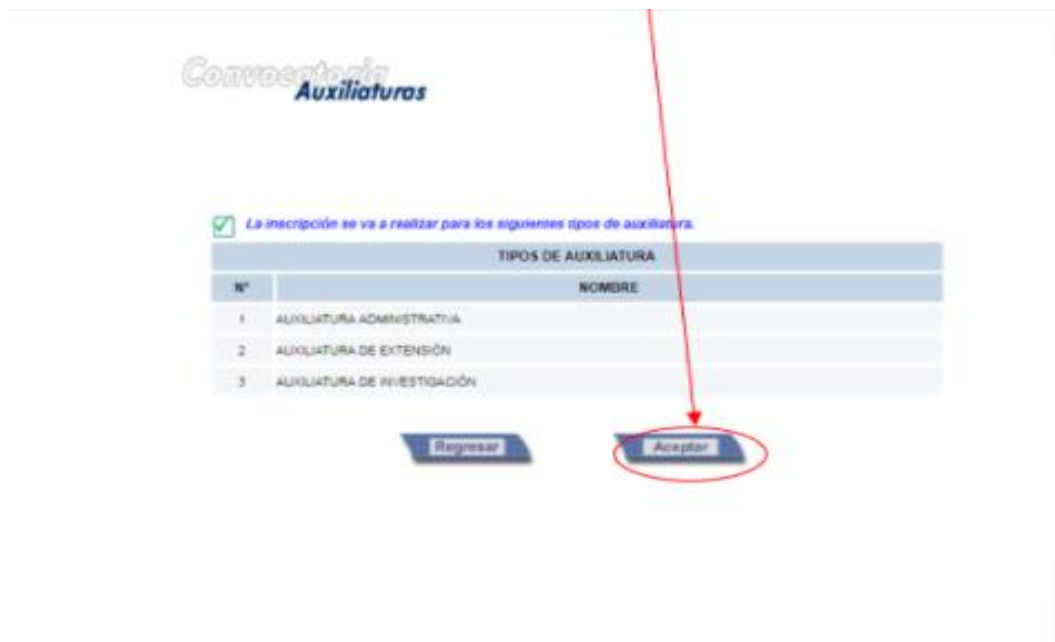 Convocatoria
Auxiliaturas
La inscripción se va a realizar para los siguientes tipos de auxiliatura.
TIPOS DE AUXILIATURA
N° NOMBRE
1 AUXILIATURA ADMINISTRATIVA
2 AUXILIATURA DE EXTENSIÓN
3 AUXILIATURA DE INVESTIGACIÓN
Regresar Aceptar